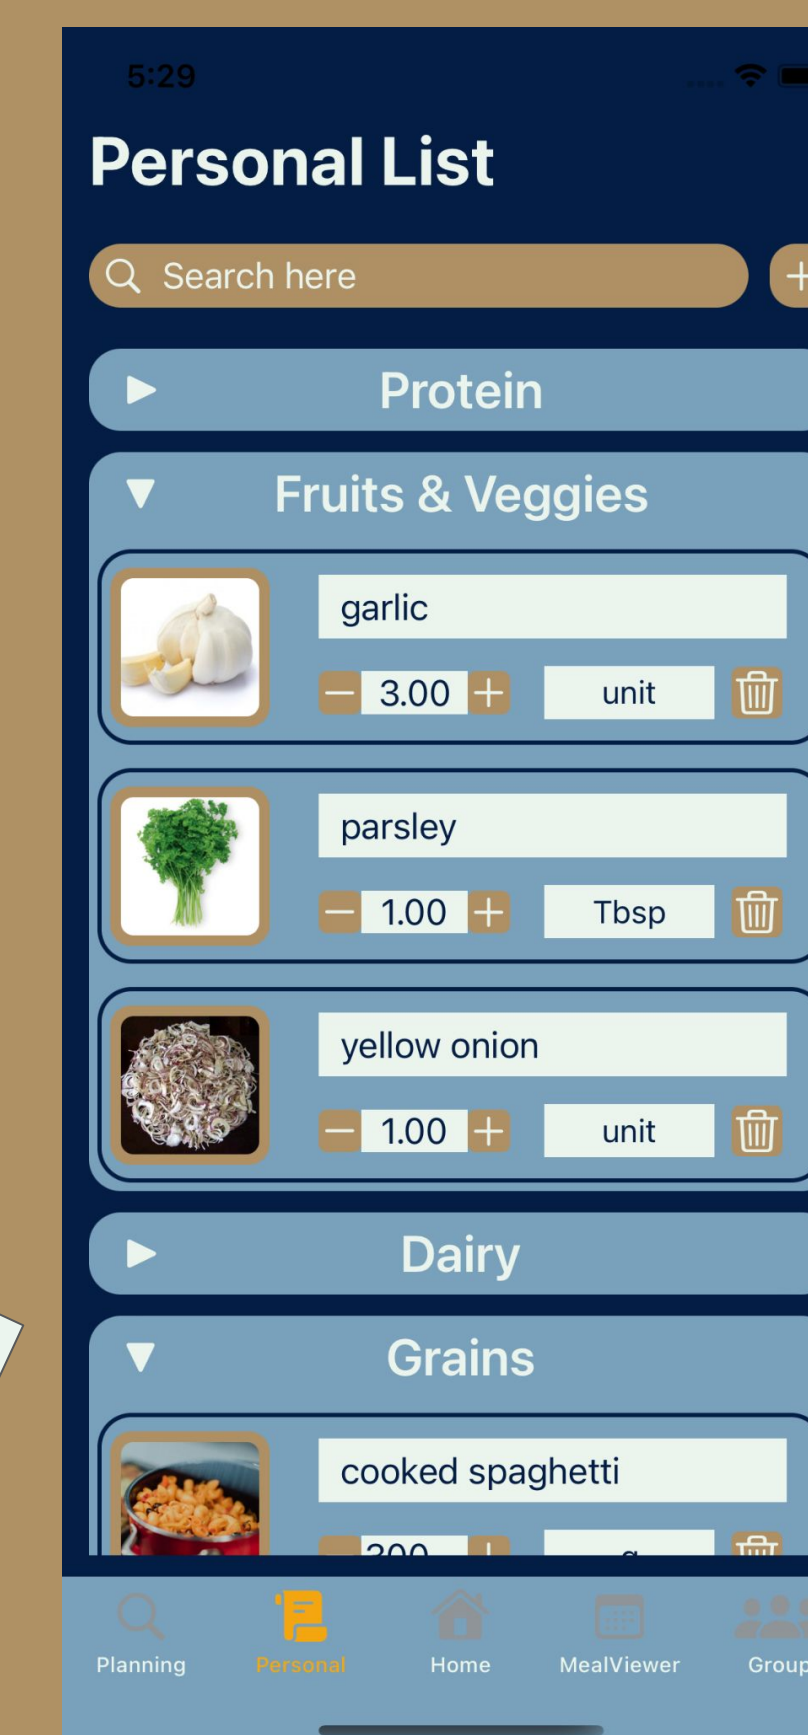 5:29
Personal List
Search here
Protein
Fruits & Veggies
garlic
3.00 unit
parsley
1.00 Tbsp
yellow onion
1.00 unit
Dairy
Grains
cooked spaghetti
Planning Personal Home MealViewer Group